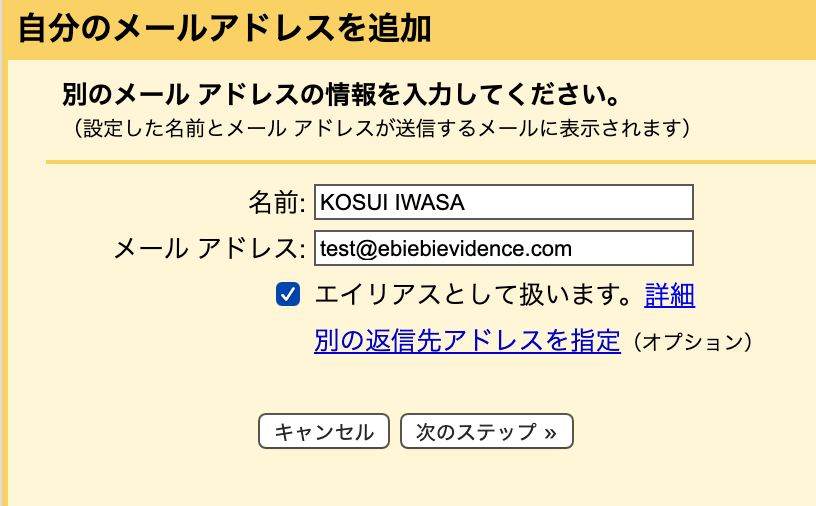 自分のメールアドレスを追加
別のメール アドレスの情報を入力してください。
（設定した名前とメール アドレスが送信するメールに表示されます）
名前: KOSUI IWASA
メール アドレス: test@ebiebievidence.com
エイリアスとして扱います。詳細
別の返信先アドレスを指定（オプション）
キャンセル 次のステップ »